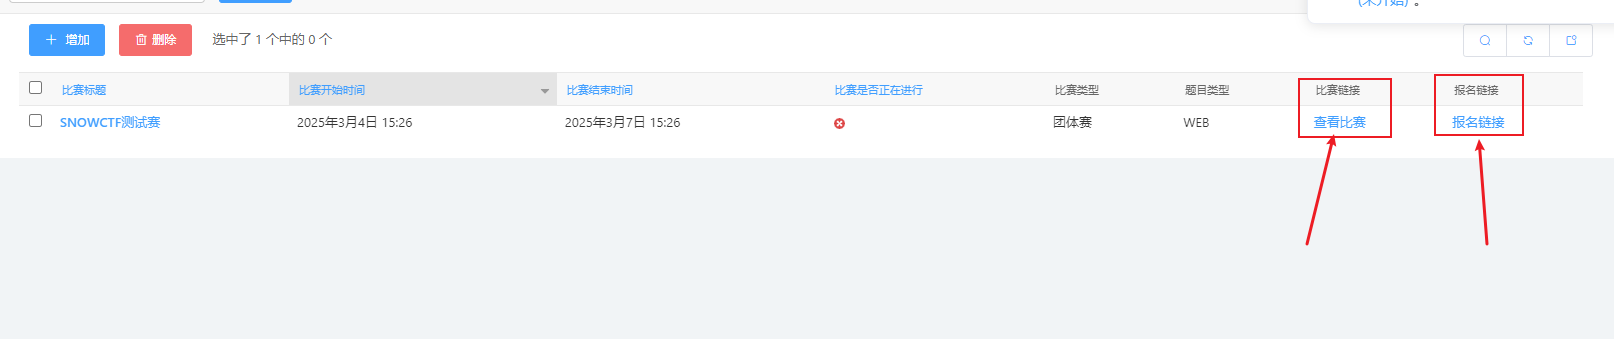 (未开始) 。
增加 删除 选中了 1 个中的 0 个
比赛标题 比赛开始时间 比赛结束时间 比赛是否正在进行 比赛类型 题目类型 比赛链接 报名链接
SNOWCTF测试赛 2025年3月4日 15:26 2025年3月7日 15:26 团体赛 WEB 查看比赛 报名链接